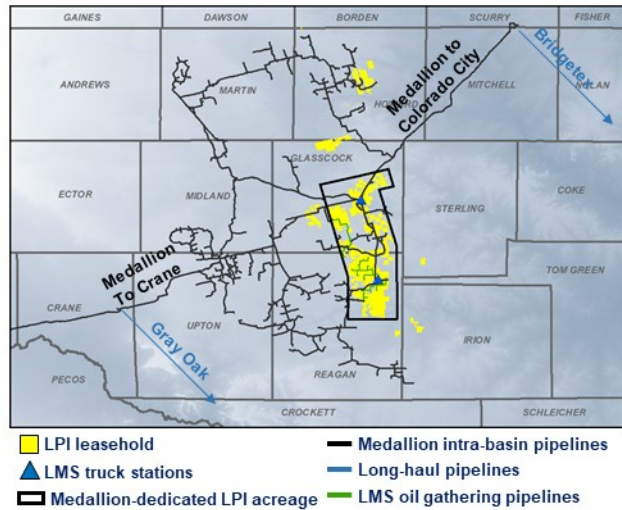 GAINES DAWSON BORDEN SCURRY FISHER
Bridgetex
ANDREWS MARTIN HOWARD MITCHELL NOLAN
Medallion to
Colorado City
GLASSCOCK
ECTOR MIDLAND STERLING COKE
Medallion
To Crane
TOM GREEN
CRANE UPTON IRION
Gray Oak
PECOS REAGAN
CROCKETT SCHLEICHER
LPI leasehold
LMS truck stations
Medallion-dedicated LPI acreage
Medallion intra-basin pipelines
Long-haul pipelines
LMS oil gathering pipelines